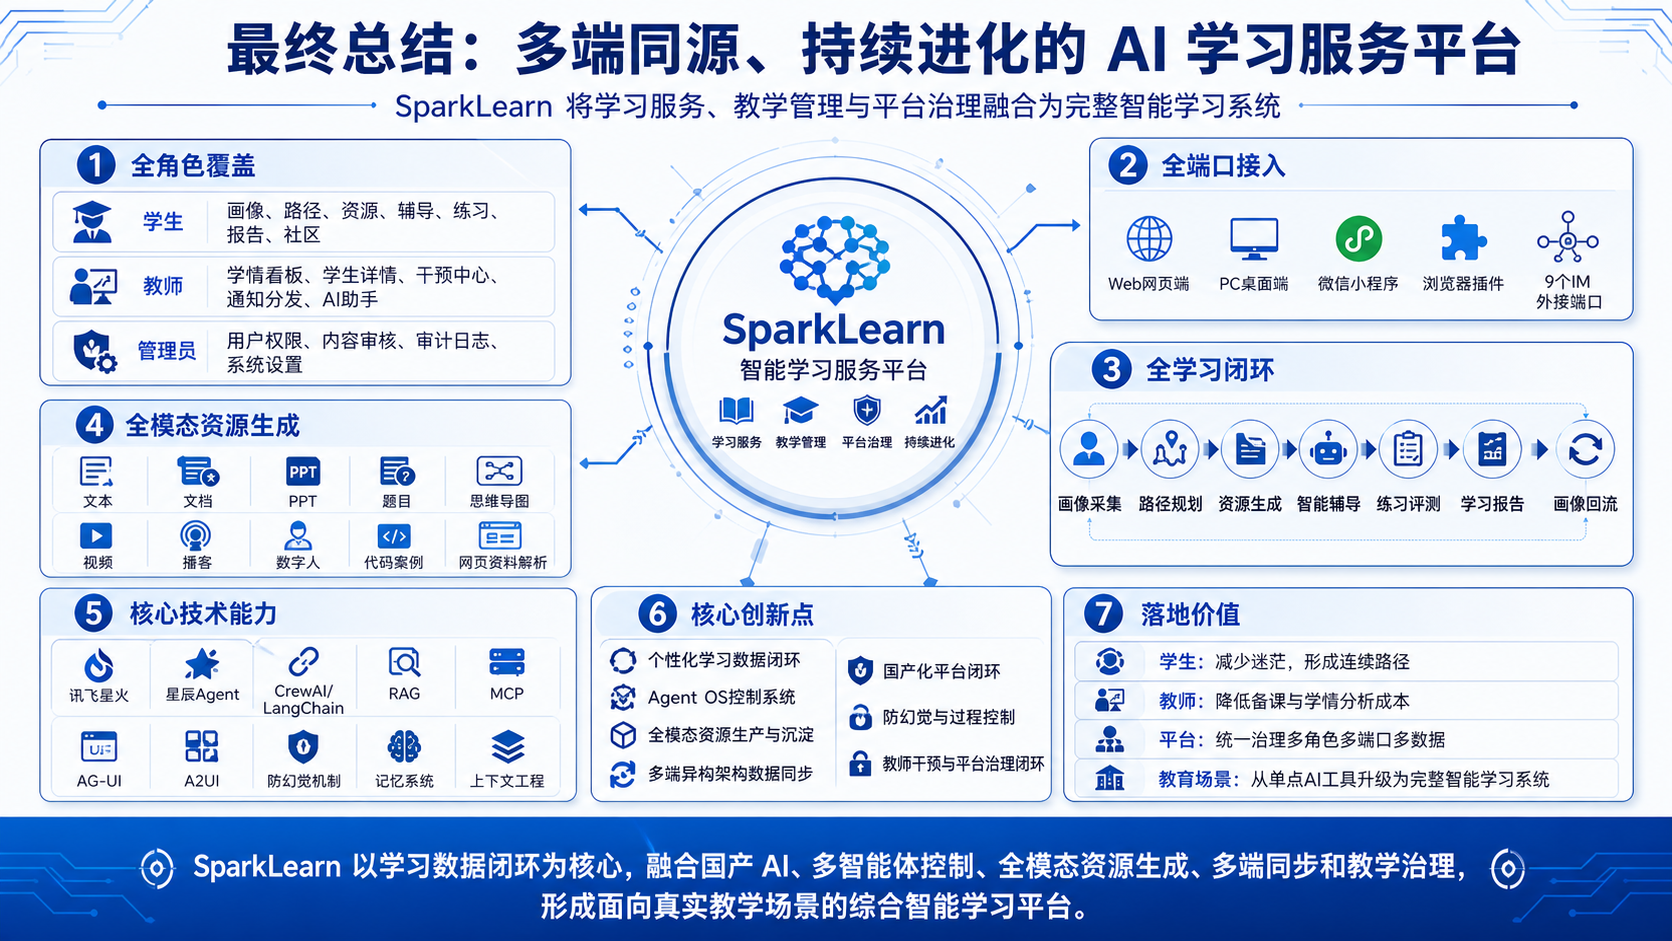 最终总结：多端同源、持续进化的 AI 学习服务平台
SparkLearn 将学习服务、教学管理与平台治理融合为完整智能学习系统
1 全角色覆盖
学生
画像、路径、资源、辅导、练习、
报告、社区
教师
学情看板、学生详情、干预中心、
通知分发、AI助手
管理员
用户权限、内容审核、审计日志、
系统设置
SparkLearn
智能学习服务平台
学习服务 教学管理 平台治理 持续进化
2 全端口接入
Web网页端 PC桌面端 微信小程序 浏览器插件 9个IM
外接端口
3 全学习闭环
画像采集 路径规划 资源生成 智能辅导 练习评测 学习报告 画像回流
4 全模态资源生成
PPT
文本 文档 PPT 题目 思维导图
视频 播客 数字人 代码案例 网页资料解析
5 核心技术能力
讯飞星火 星辰Agent CrewAI/
LangChain RAG MCP
AG-UI A2UI 防幻觉机制 记忆系统 上下文工程
6 核心创新点
个性化学习数据闭环
Agent OS控制系统
全模态资源生产与沉淀
多端异构架构数据同步
国产化平台闭环
防幻觉与过程控制
教师干预与平台治理闭环
7 落地价值
学生：减少迷茫，形成连续路径
教师：降低备课与学情分析成本
平台：统一治理多角色多端口多数据
教育场景：从单点AI工具升级为完整智能学习系统
SparkLearn 以学习数据闭环为核心，融合国产 AI、多智能体控制、全模态资源生成、多端同步和教学治理，
形成面向真实教学场景的综合智能学习平台。